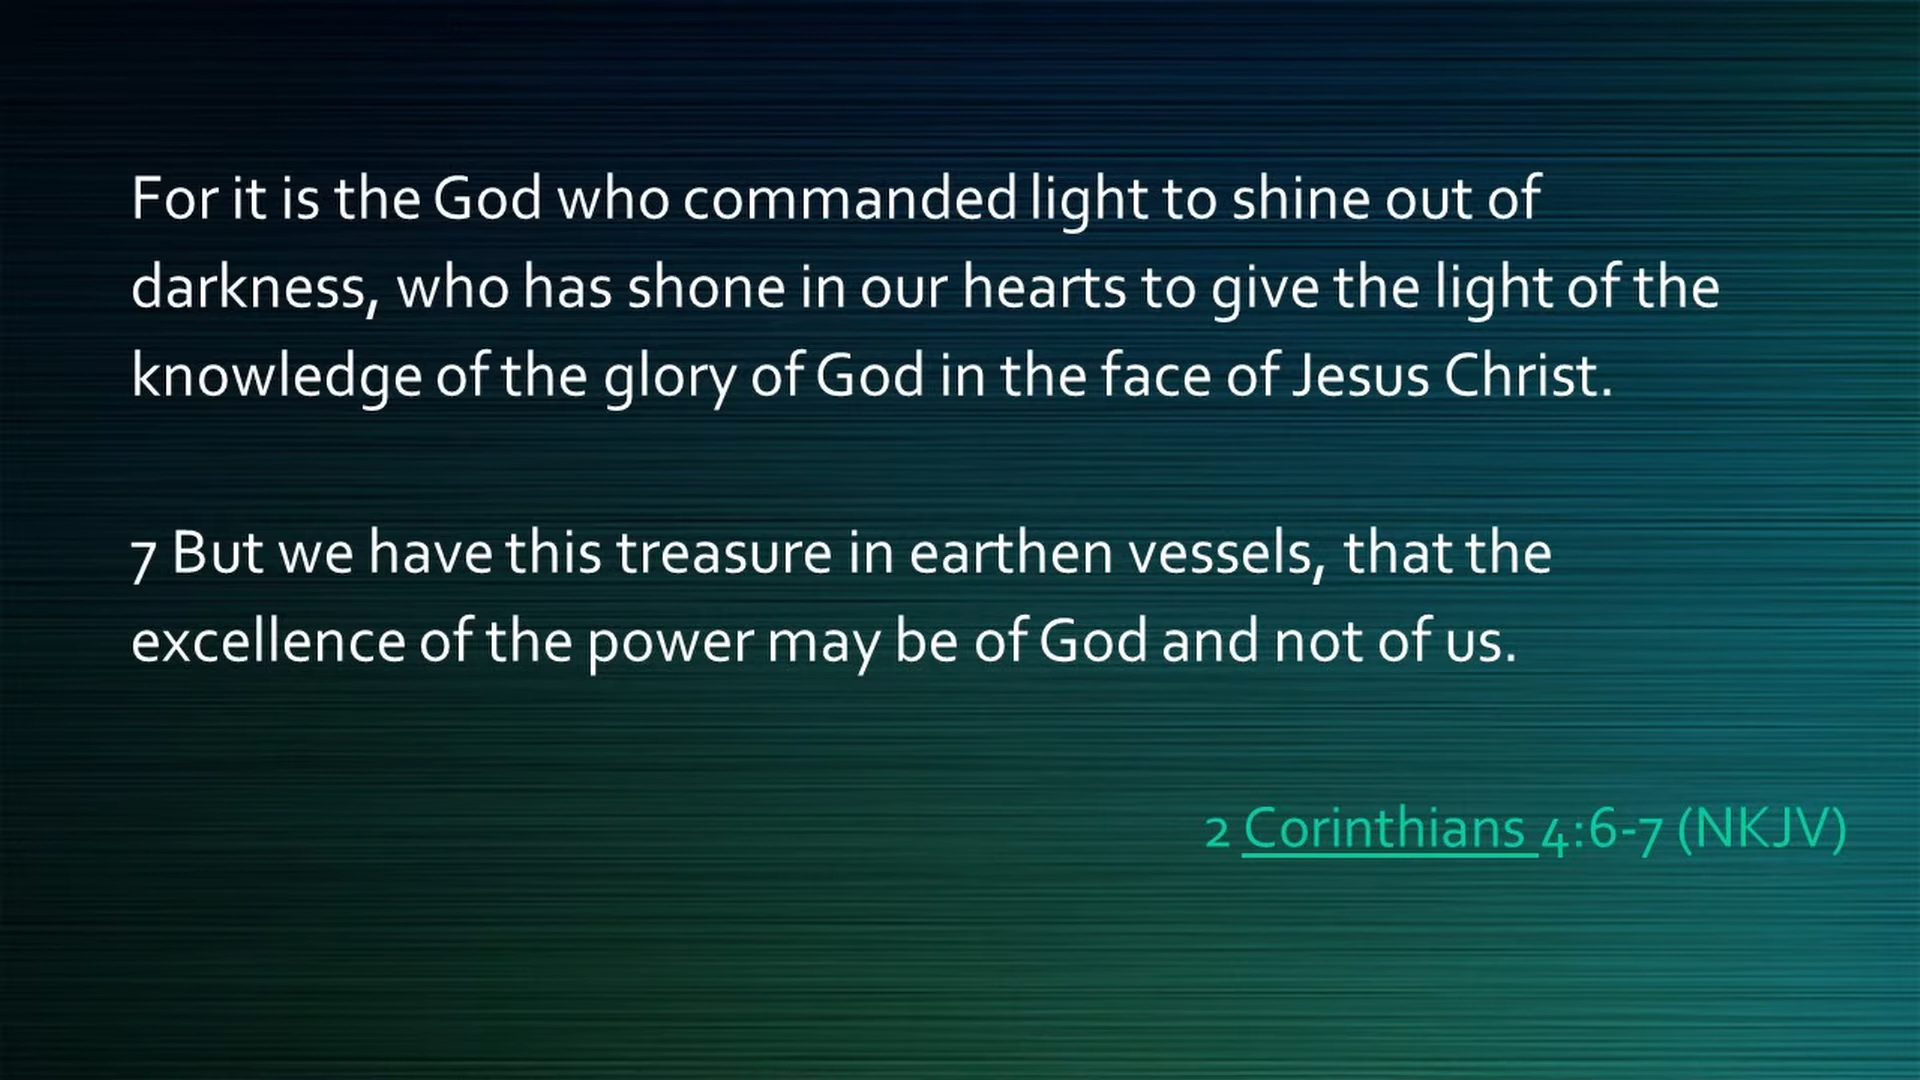 For it is the God who commanded light to shine out of
darkness, who has shone in our hearts to give the light of the
knowledge of the glory of God in the face of Jesus Christ.
7 But we have this treasure in earthen vessels, that the
excellence of the power may be of God and not of us.
2 Corinthians 4:6-7 (NKJV)